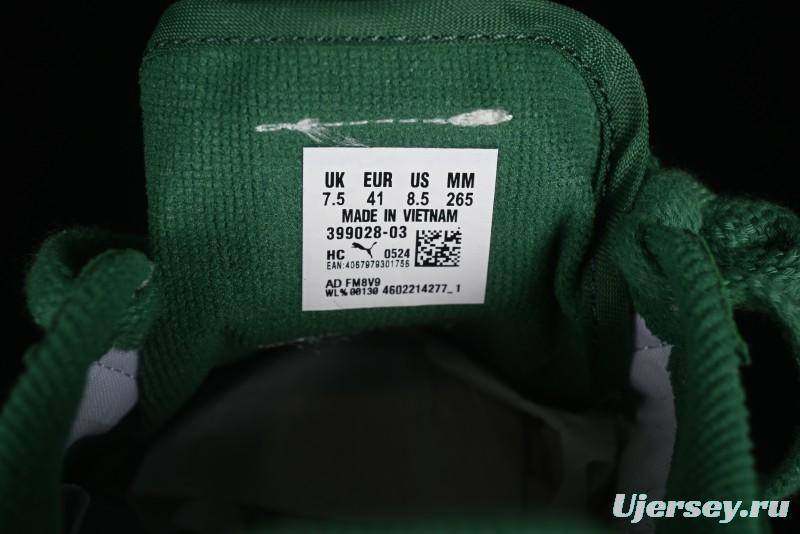 UK EUR US MM
7.5 41 8.5 265
MADE IN VIETNAM
399028-03
HC 0524
EAN:4067979301755
AD FM8V9
WL% 00130 4602214277_1
Ujersey.ru